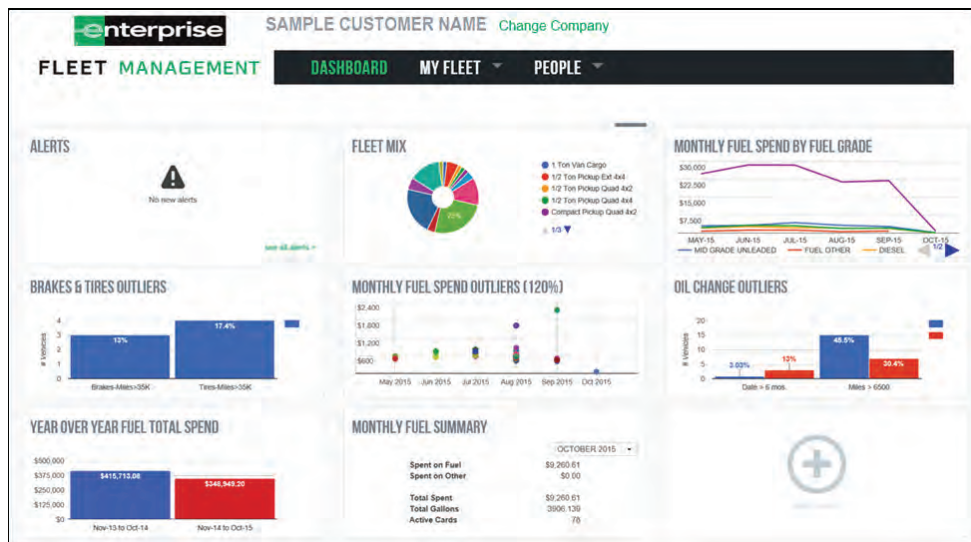 enterprise
SAMPLE CUSTOMER NAME Change Company
FLEET MANAGEMENT
DASHBOARD MY FLEET PEOPLE
ALERTS
No new alerts
see all alerts >
FLEET MIX
25%
1 Ton Van Cargo
1/2 Ton Pickup Ext 4x4
1/2 Ton Pickup Quad 4x2
1/2 Ton Pickup Quad 4x4
Compact Pickup Quad 4x2
1/3
MONTHLY FUEL SPEND BY FUEL GRADE
$30,000
$22,500
$15,000
$7,500
MAY-15 JUN-15 JUL-15 AUG-15 SEP-15 OCT-15
MID GRADE UNLEADED FUEL OTHER DIESEL 1/2
BRAKES & TIRES OUTLIERS
# Vehicles
4
3
2
1
0
13%
17.4%
Brakes-Miles>35K Tires-Miles>35K
MONTHLY FUEL SPEND OUTLIERS (120%)
$2,400
$1,800
$1,200
$600
May 2015 Jun 2015 Jul 2015 Aug 2015 Sep 2015 Oct 2015
OIL CHANGE OUTLIERS
# Vehicles
20
15
10
5
0
3.03%
13%
45.5%
30.4%
Date > 6 mos. Miles > 6500
YEAR OVER YEAR FUEL TOTAL SPEND
$500,000
$375,000
$250,000
$125,000
$0
$415,713.06
Nov-13 to Oct-14 Nov-14 to Oct-15
MONTHLY FUEL SUMMARY
OCTOBER 2015
Spent on Fuel $9,260.61
Spent on Other $0.00
Total Spent $9,260.61
Total Gallons 3906.139
Active Cards 78